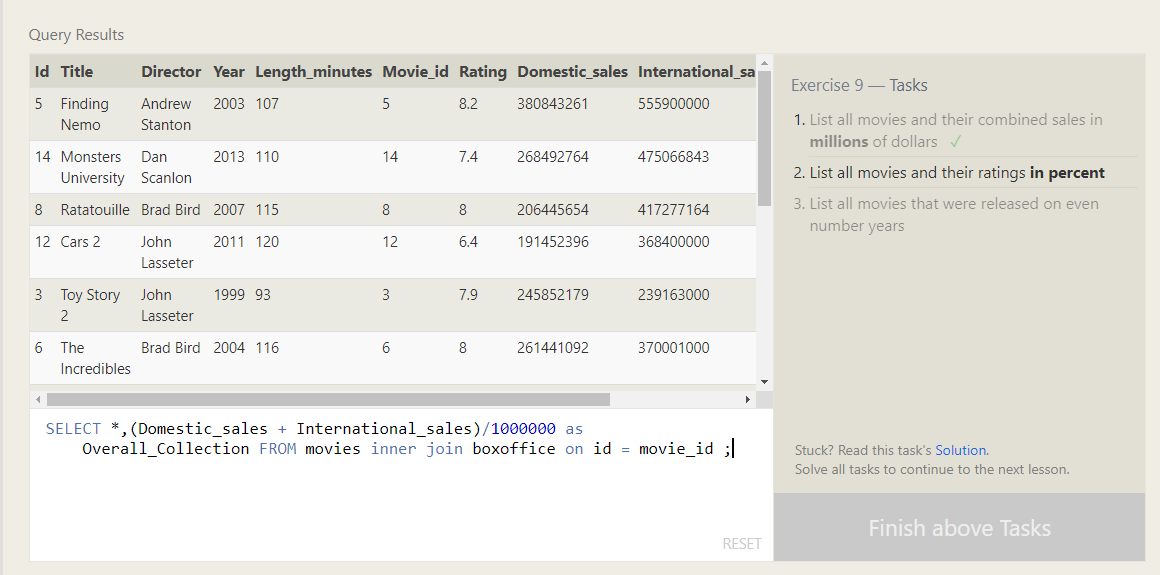 Query Results
Id Title Director Year Length_minutes Movie_id Rating Domestic_sales International_sa
5 Finding Andrew 2003 107 5 8.2 380843261 555900000
Nemo Stanton
14 Monsters Dan 2013 110 14 7.4 268492764 475066843
University Scanlon
8 Ratatouille Brad Bird 2007 115 8 8 206445654 417277164
12 Cars 2 John 2011 120 12 6.4 191452396 368400000
Lasseter
3 Toy Story John 1999 93 3 7.9 245852179 239163000
2 Lasseter
6 The Brad Bird 2004 116 6 8 261441092 370001000
Incredibles
SELECT *,(Domestic_sales + International_sales)/1000000 as
Overall_Collection FROM movies inner join boxoffice on id = movie_id ;
RESET
Exercise 9 — Tasks
1. List all movies and their combined sales in
millions of dollars ✓
2. List all movies and their ratings in percent
3. List all movies that were released on even
number years
Stuck? Read this task's Solution.
Solve all tasks to continue to the next lesson.
Finish above Tasks